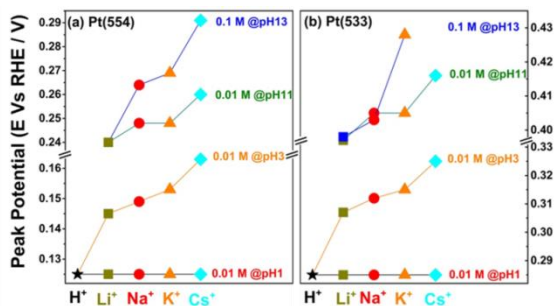 (a) Pt(554)
(b) Pt(533)
Peak Potential (E Vs RHE / V)
0.29
0.28
0.27
0.26
0.25
0.24
0.16
0.15
0.14
0.13
0.1 M @pH13
0.01 M @pH11
0.01 M @pH3
0.01 M @pH1
0.1 M @pH13
0.01 M @pH11
0.01 M @pH3
0.01 M @pH1
0.43
0.42
0.41
0.40
0.33
0.32
0.31
0.30
0.29
H⁺ Li⁺ Na⁺ K⁺ Cs⁺
H⁺ Li⁺ Na⁺ K⁺ Cs⁺